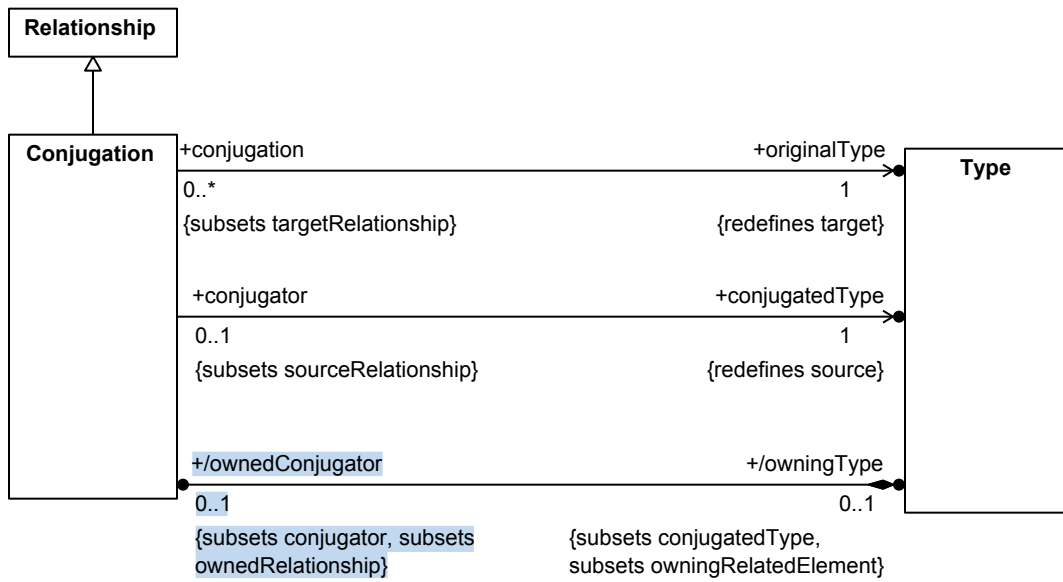 Relationship
Conjugation
Type
+conjugation
+originalType
0..*
1
{subsets targetRelationship}
{redefines target}
+conjugator
+conjugatedType
0..1
1
{subsets sourceRelationship}
{redefines source}
+/ownedConjugator
+/owningType
0..1
0..1
{subsets conjugator, subsets
ownedRelationship}
{subsets conjugatedType,
subsets owningRelatedElement}